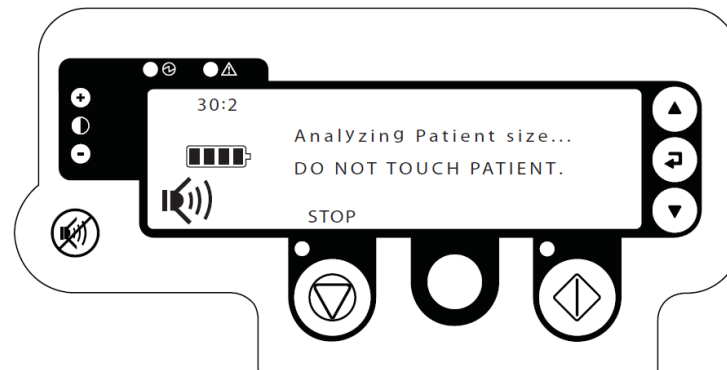 30:2
Analyzing Patient size...
DO NOT TOUCH PATIENT.
STOP